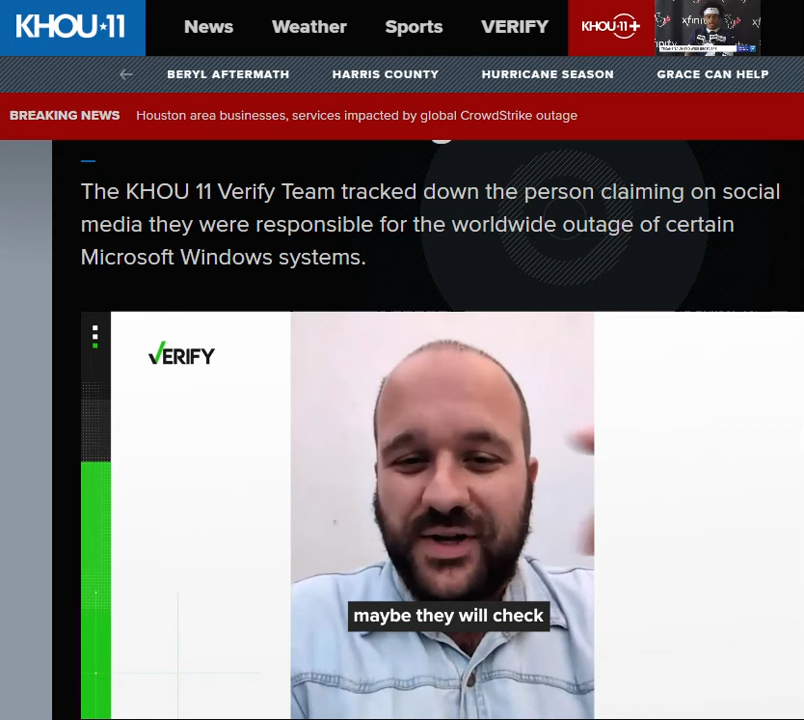 KHOU★11
News Weather Sports VERIFY KHOU 11+
xfinity
BERYL AFTERMATH HARRIS COUNTY HURRICANE SEASON GRACE CAN HELP
BREAKING NEWS Houston area businesses, services impacted by global CrowdStrike outage
The KHOU 11 Verify Team tracked down the person claiming on social
media they were responsible for the worldwide outage of certain
Microsoft Windows systems.
VERIFY
maybe they will check